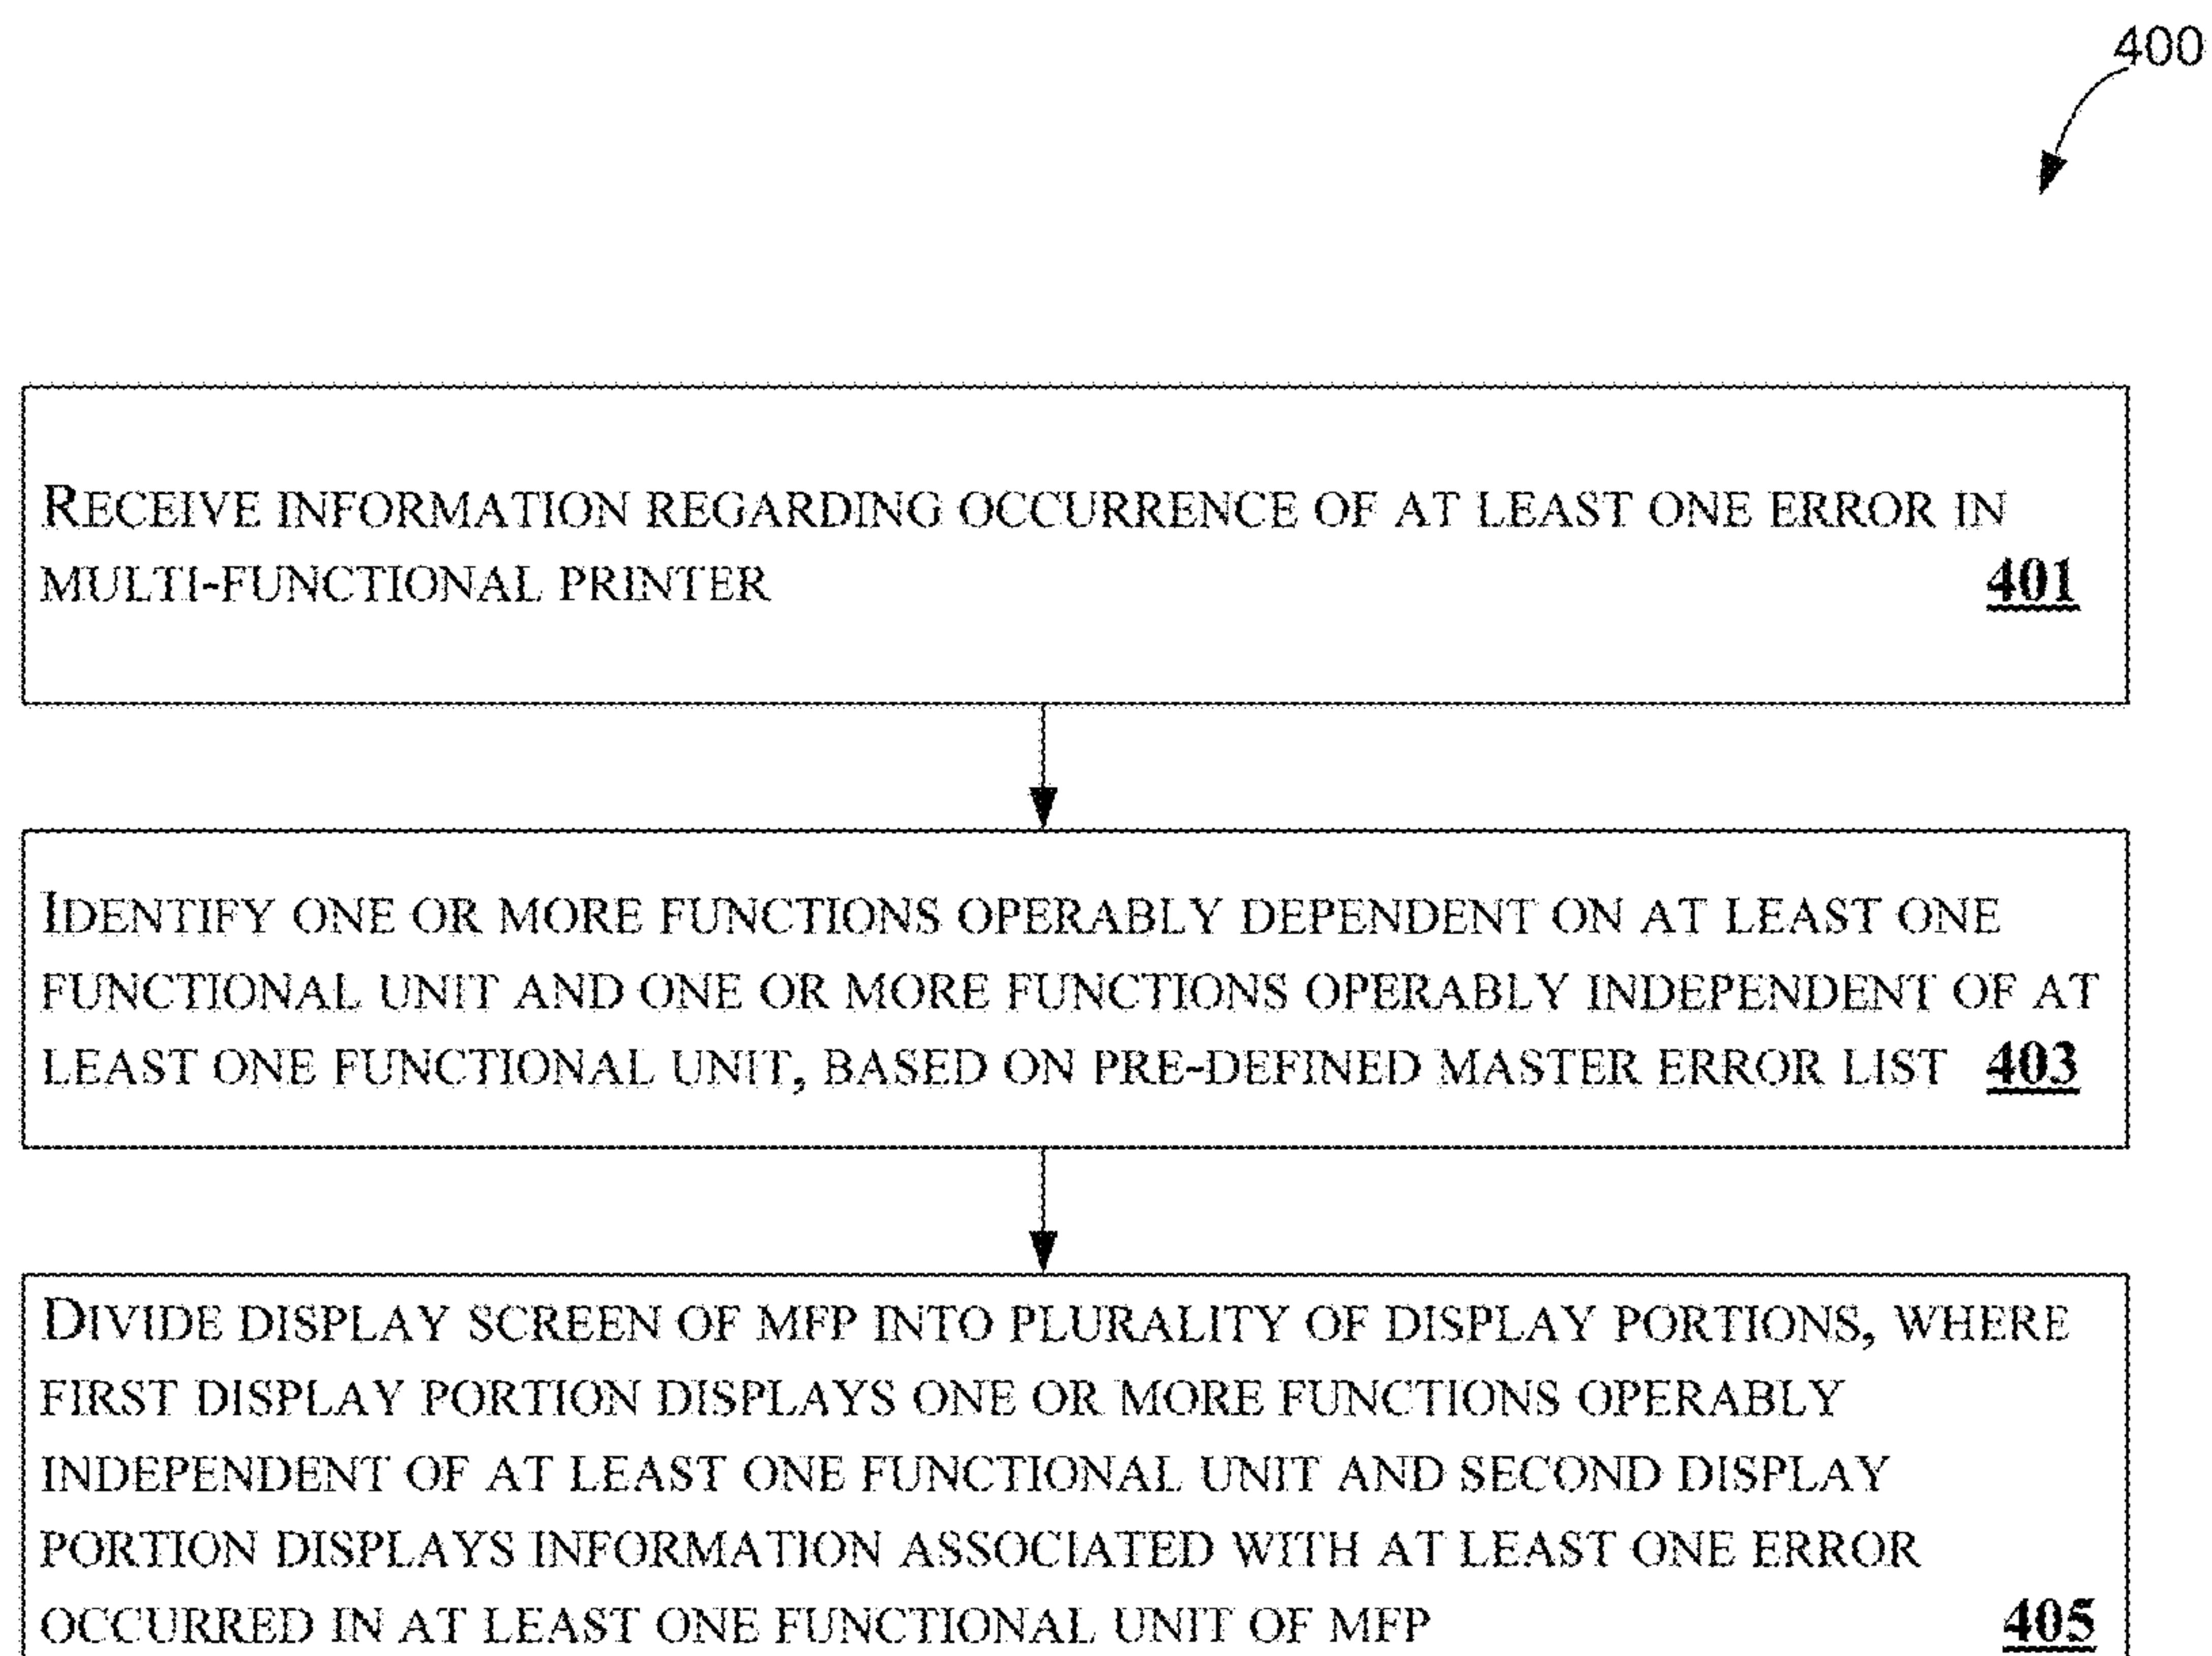 400
RECEIVE INFORMATION REGARDING OCCURRENCE OF AT LEAST ONE ERROR IN
MULTI-FUNCTIONAL PRINTER 401
IDENTIFY ONE OR MORE FUNCTIONS OPERABLY DEPENDENT ON AT LEAST ONE
FUNCTIONAL UNIT AND ONE OR MORE FUNCTIONS OPERABLY INDEPENDENT OF AT
LEAST ONE FUNCTIONAL UNIT, BASED ON PRE-DEFINED MASTER ERROR LIST 403
DIVIDE DISPLAY SCREEN OF MFP INTO PLURALITY OF DISPLAY PORTIONS, WHERE
FIRST DISPLAY PORTION DISPLAYS ONE OR MORE FUNCTIONS OPERABLY
INDEPENDENT OF AT LEAST ONE FUNCTIONAL UNIT AND SECOND DISPLAY
PORTION DISPLAYS INFORMATION ASSOCIATED WITH AT LEAST ONE ERROR
OCCURRED IN AT LEAST ONE FUNCTIONAL UNIT OF MFP 405